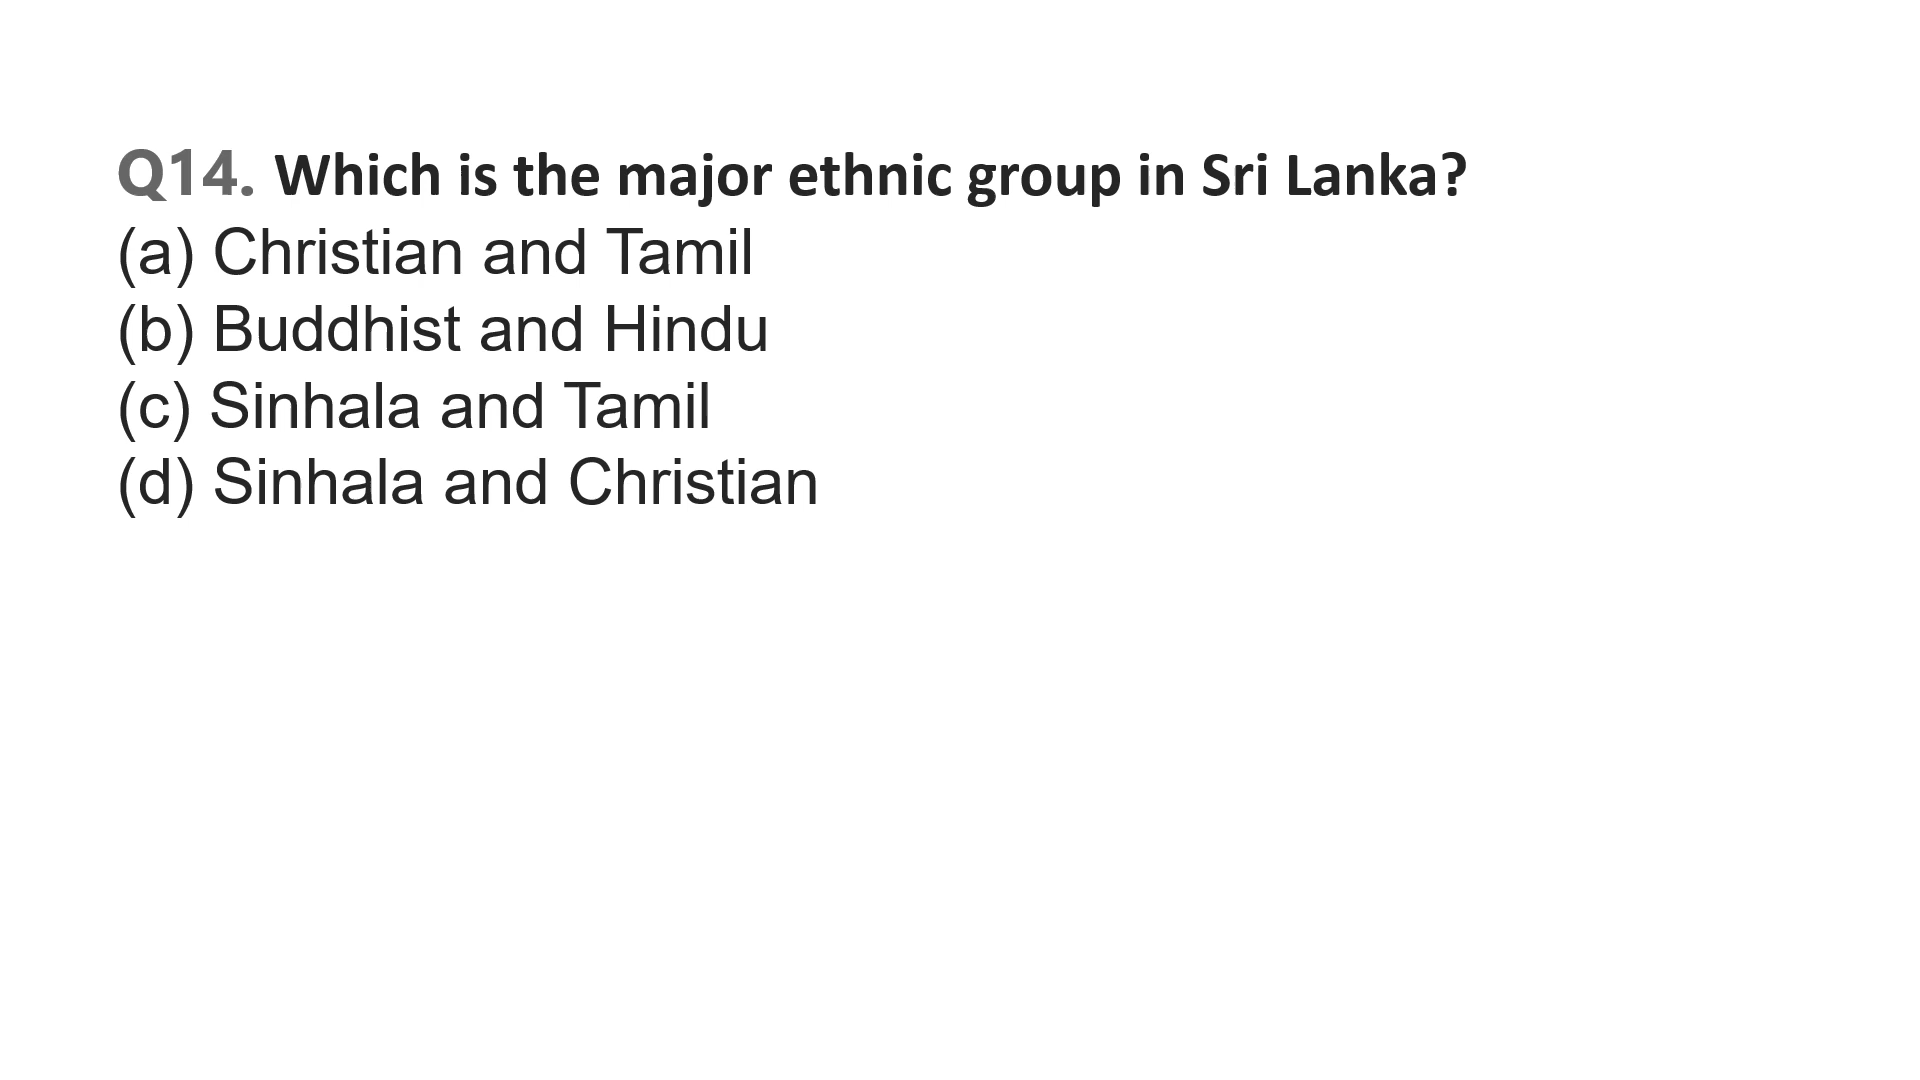 Q14. Which is the major ethnic group in Sri Lanka?
(a) Christian and Tamil
(b) Buddhist and Hindu
(c) Sinhala and Tamil
(d) Sinhala and Christian